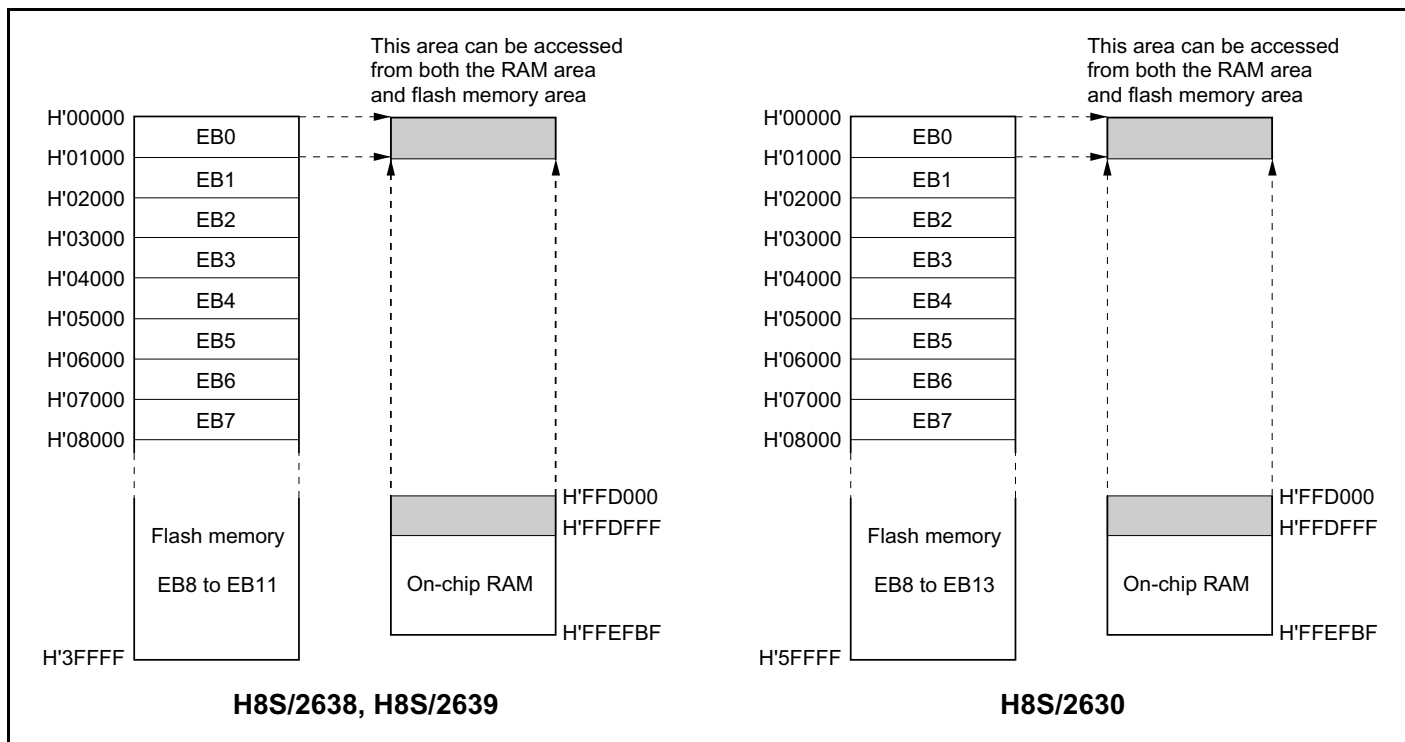 This area can be accessed
from both the RAM area
and flash memory area
H'00000
EB0
H'01000
EB1
H'02000
EB2
H'03000
EB3
H'04000
EB4
H'05000
EB5
H'06000
EB6
H'07000
EB7
H'08000
H'FFD000
H'FFDFFF
Flash memory
EB8 to EB11
On-chip RAM
H'FFEFBF
H'3FFFF
H8S/2638, H8S/2639
This area can be accessed
from both the RAM area
and flash memory area
H'00000
EB0
H'01000
EB1
H'02000
EB2
H'03000
EB3
H'04000
EB4
H'05000
EB5
H'06000
EB6
H'07000
EB7
H'08000
H'FFD000
H'FFDFFF
Flash memory
EB8 to EB13
On-chip RAM
H'FFEFBF
H'5FFFF
H8S/2630